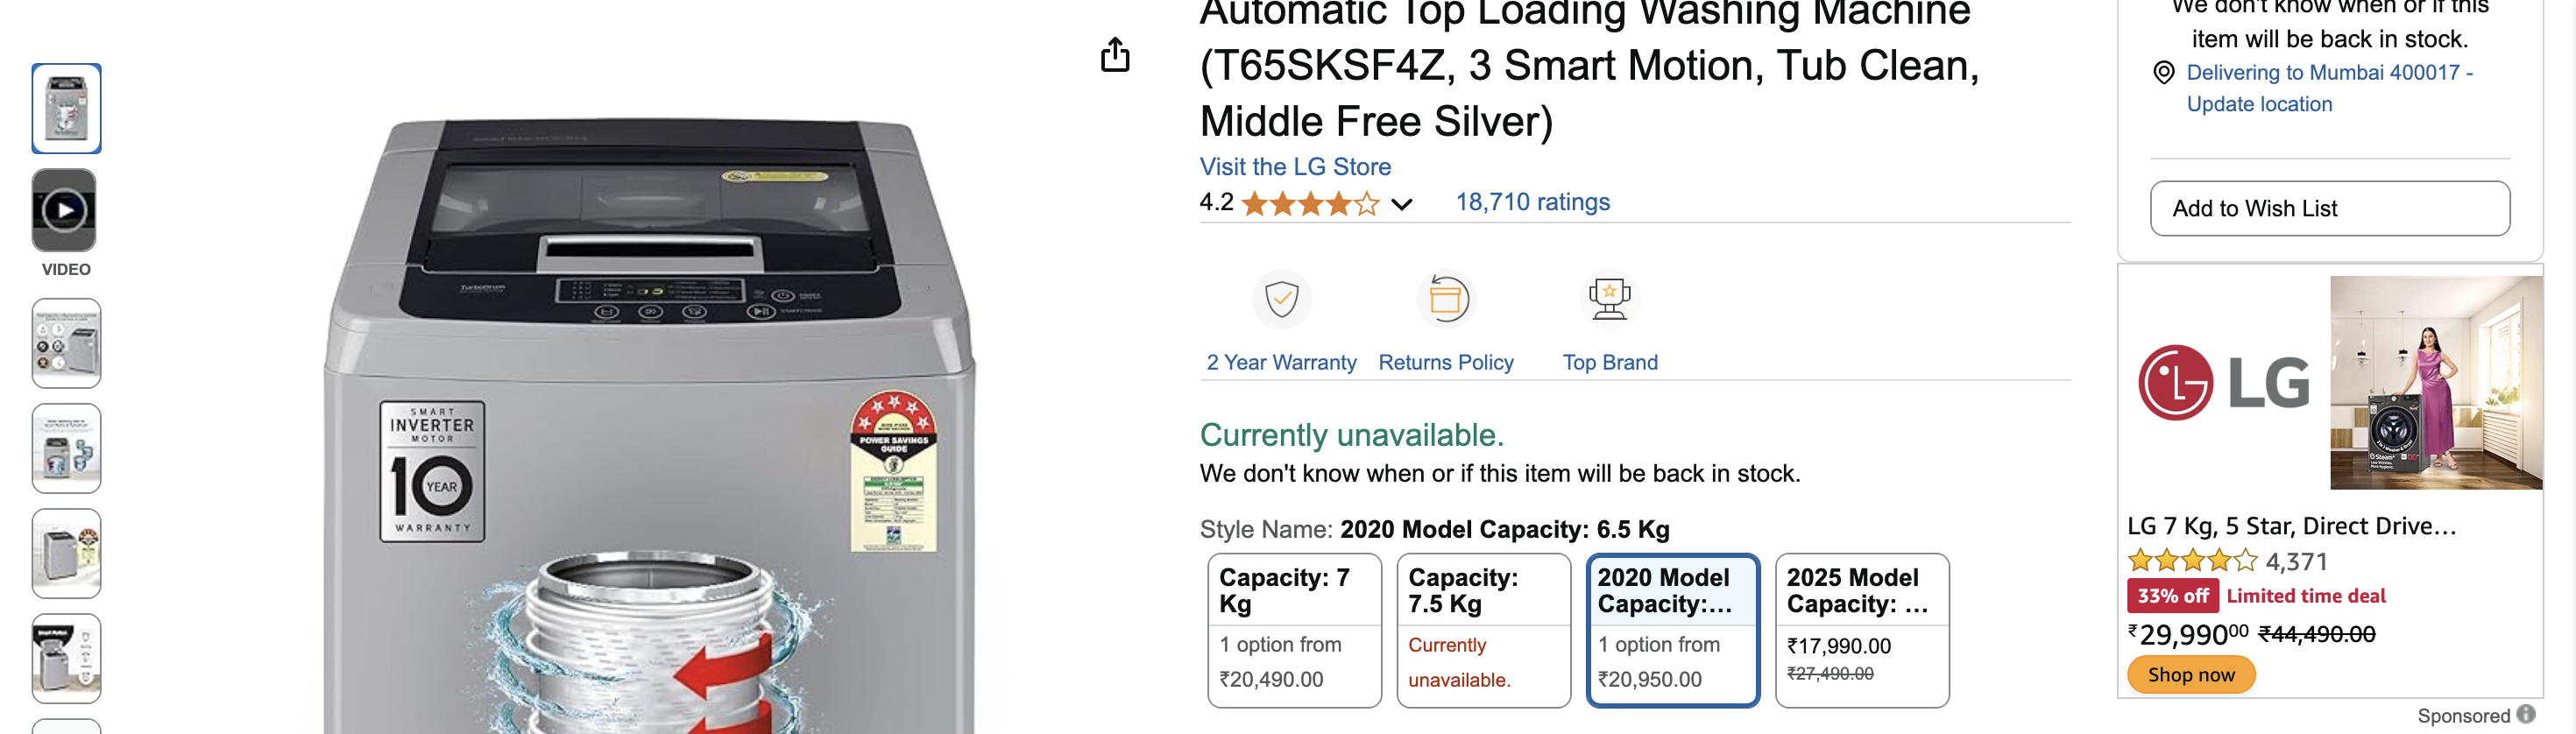 Automatic Top Loading Washing Machine
(T65SKSF4Z, 3 Smart Motion, Tub Clean,
Middle Free Silver)
Visit the LG Store
4.2
18,710 ratings
2 Year Warranty
Returns Policy
Top Brand
Currently unavailable.
We don't know when or if this item will be back in stock.
Style Name: 2020 Model Capacity: 6.5 Kg
Capacity: 7
Kg
1 option from
₹20,490.00
Capacity:
7.5 Kg
Currently
unavailable.
2020 Model
Capacity:...
1 option from
₹20,950.00
2025 Model
Capacity: ...
₹17,990.00
₹27,490.00
VIDEO
TurboDrum
SMART
INVERTER
MOTOR
10
YEAR
WARRANTY
POWER SAVINGS
GUIDE
We don't know when or if this
item will be back in stock.
Delivering to Mumbai 400017 -
Update location
Add to Wish List
LG
LG 7 Kg, 5 Star, Direct Drive…
4,371
33% off Limited time deal
₹29,990⁰⁰ ₹44,490.00
Shop now
Sponsored